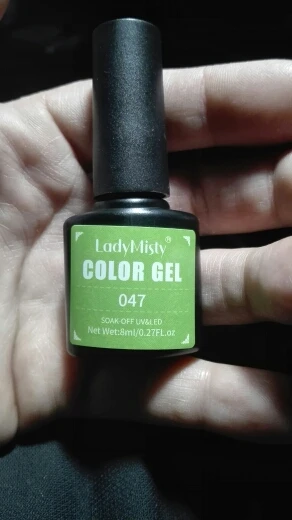 LadyMisty®
COLOR GEL
047
SOAK-OFF UV&LED
Net Wet:8ml/0.27FL.oz